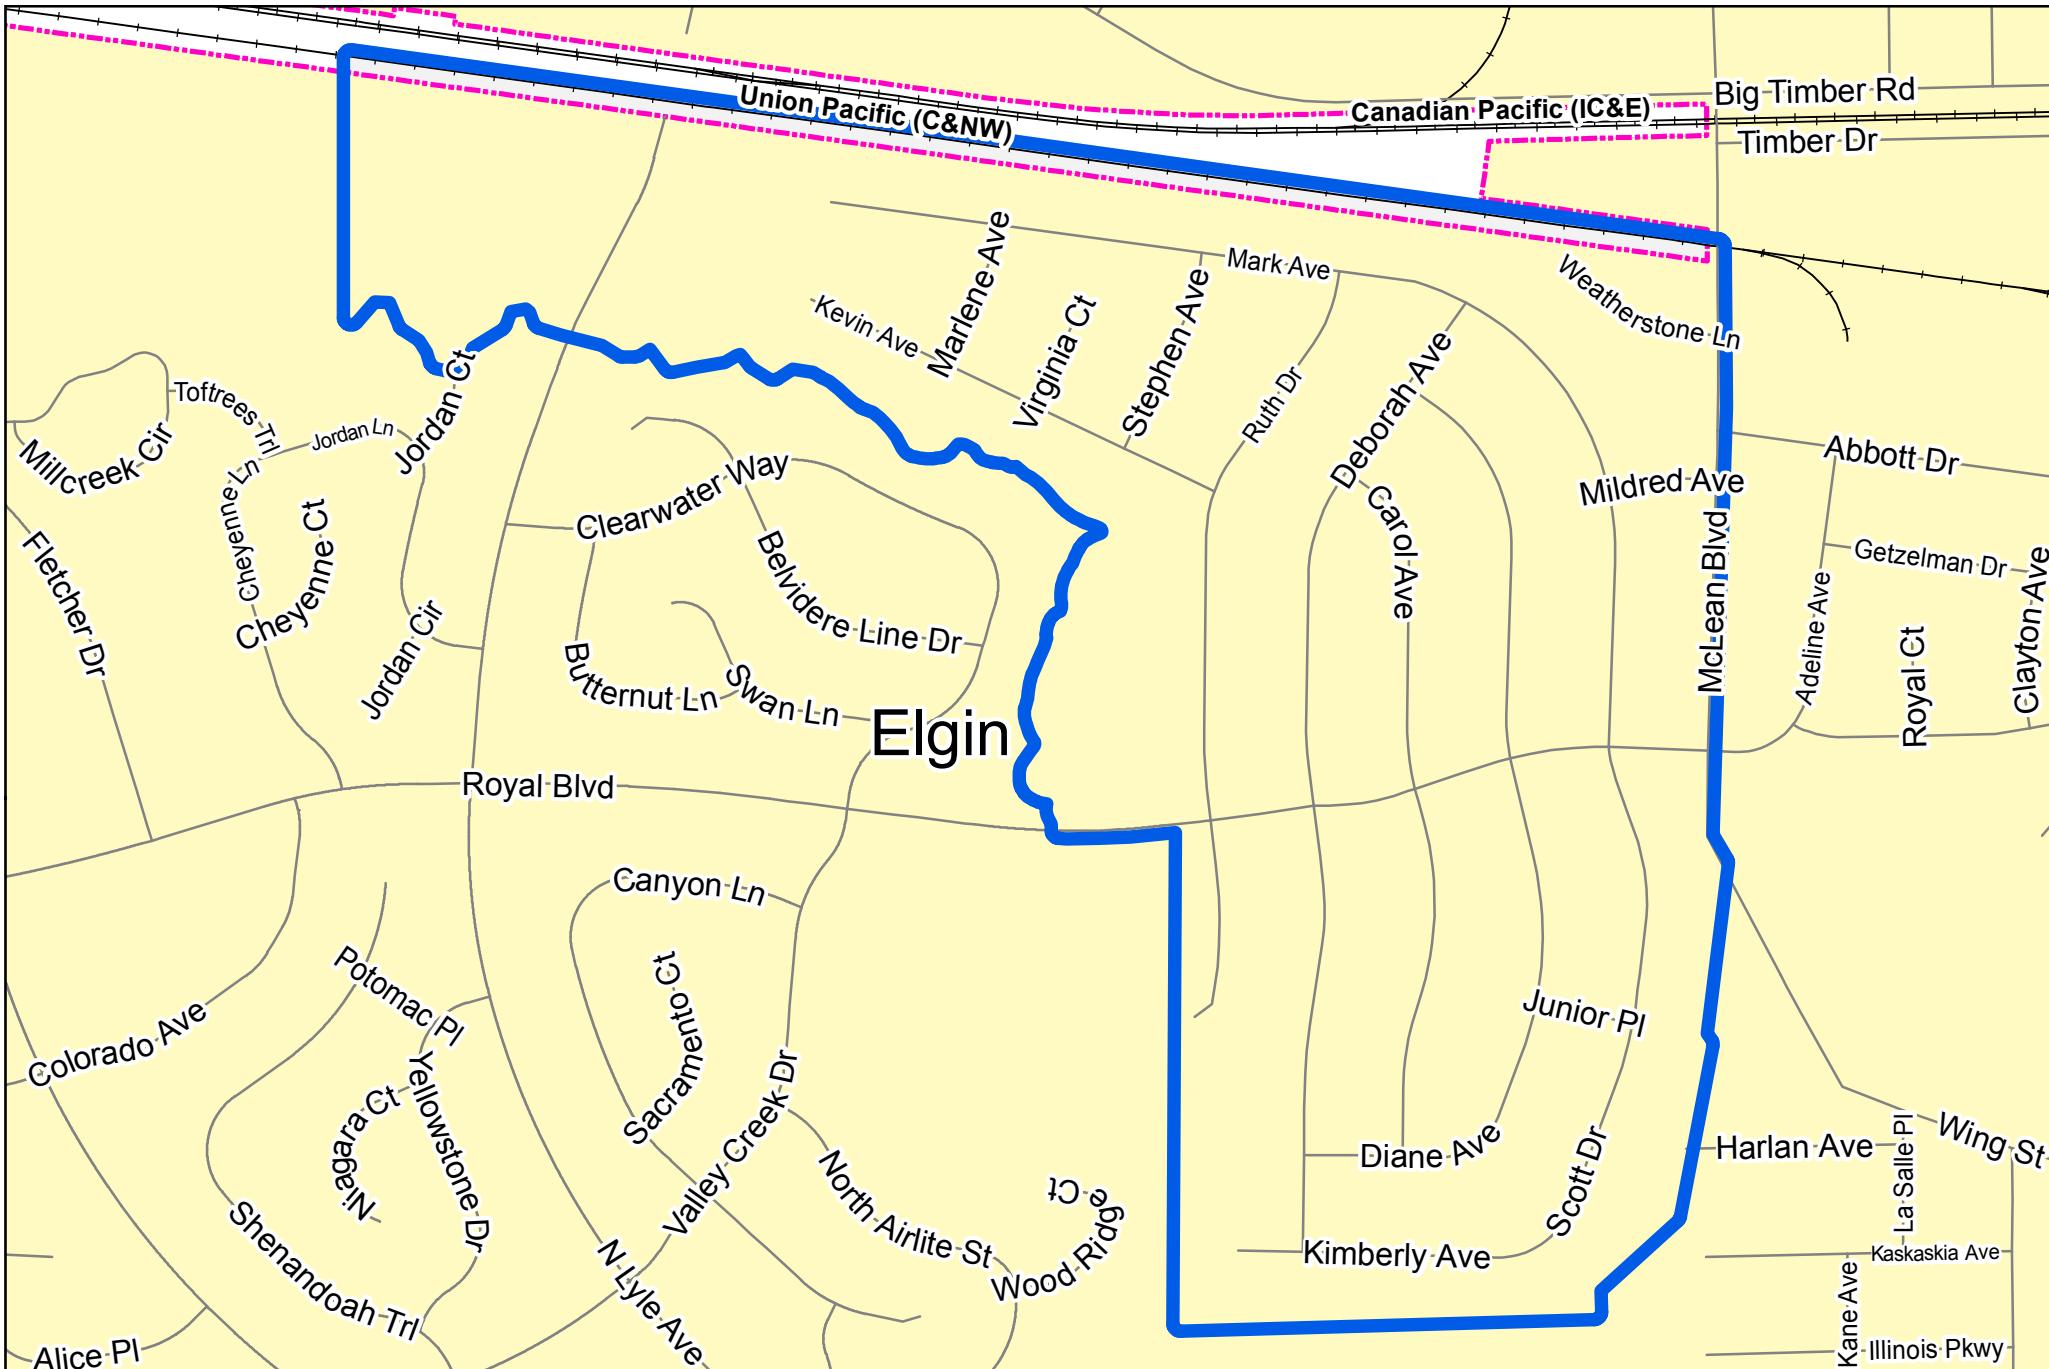 Big Timber Rd
Union Pacific (C&NW)
Canadian Pacific (IC&E)
Timber Dr
Mark Ave
Marlene Ave
Weatherstone Ln
Kevin Ave
Virginia Ct
Stephen Ave
Jordan Ct
Toftrees Trl
Ruth Dr
Deborah Ave
Jordan Ln
Millcreek Cir
Abbott Dr
Clearwater Way
Mildred Ave
Cheyenne Ln
Cheyenne Ct
Carol Ave
Fletcher Dr
Belvidere Line Dr
McLean Blvd
Getzelman Dr
Clayton Ave
Adeline Ave
Royal Ct
Jordan Cir
Butternut Ln
Swan Ln
Elgin
Royal Blvd
Canyon Ln
Potomac Pl
Sacramento Ct
Colorado Ave
Junior Pl
Yellowstone Dr
Niagara Ct
Valley Creek Dr
Diane Ave
Scott Dr
Harlan Ave
La Salle Pl
Wing St
North Airlite St
Wood Ridge Ct
Shenandoah Trl
N Lyle Ave
Kimberly Ave
Kaskaskia Ave
Kane Ave
Illinois Pkwy
Alice Pl